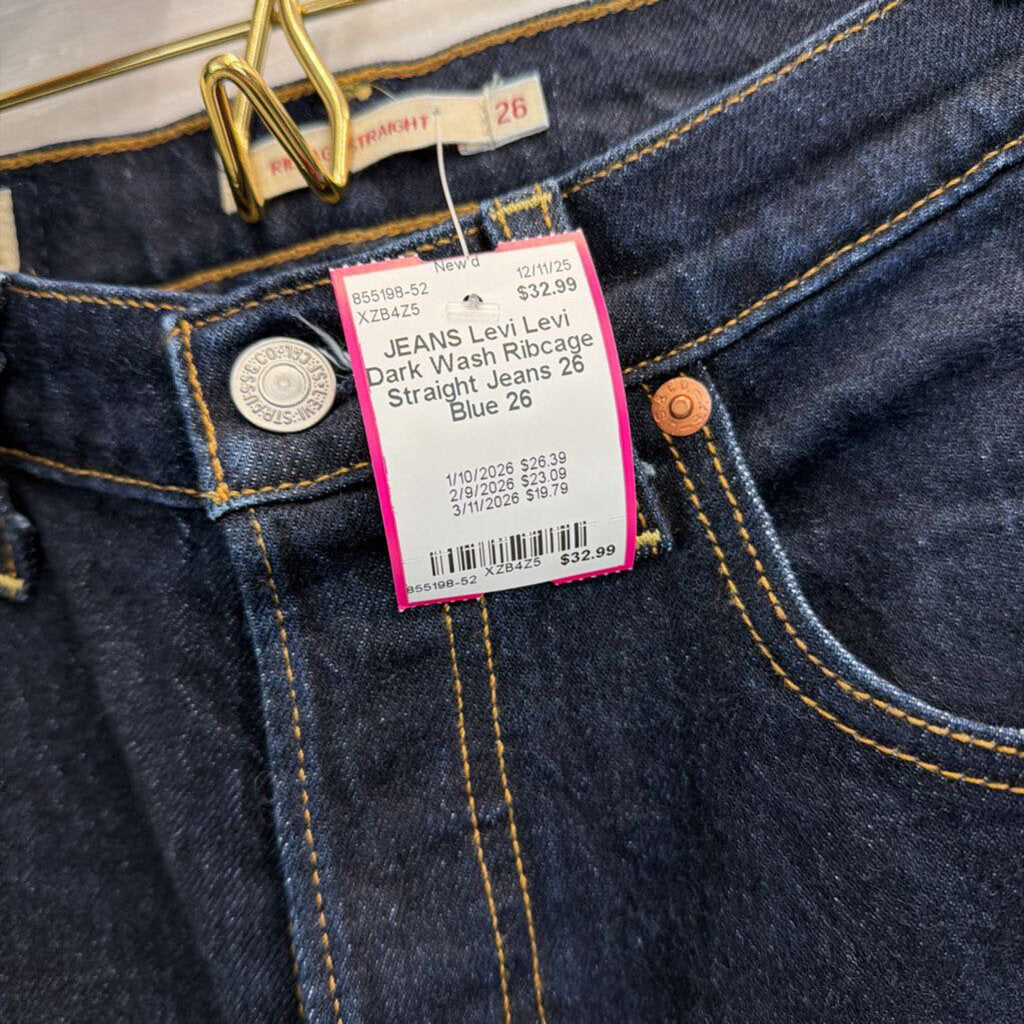 STRAIGHT
26
New'd
855198-52 12/11/25
XZB4Z5 $32.99
JEANS Levi Levi
Dark Wash Ribcage
Straight Jeans 26
Blue 26
1/10/2026 $26.39
2/9/2026 $23.09
3/11/2026 $19.79
855198-52 XZB4Z5 $32.99